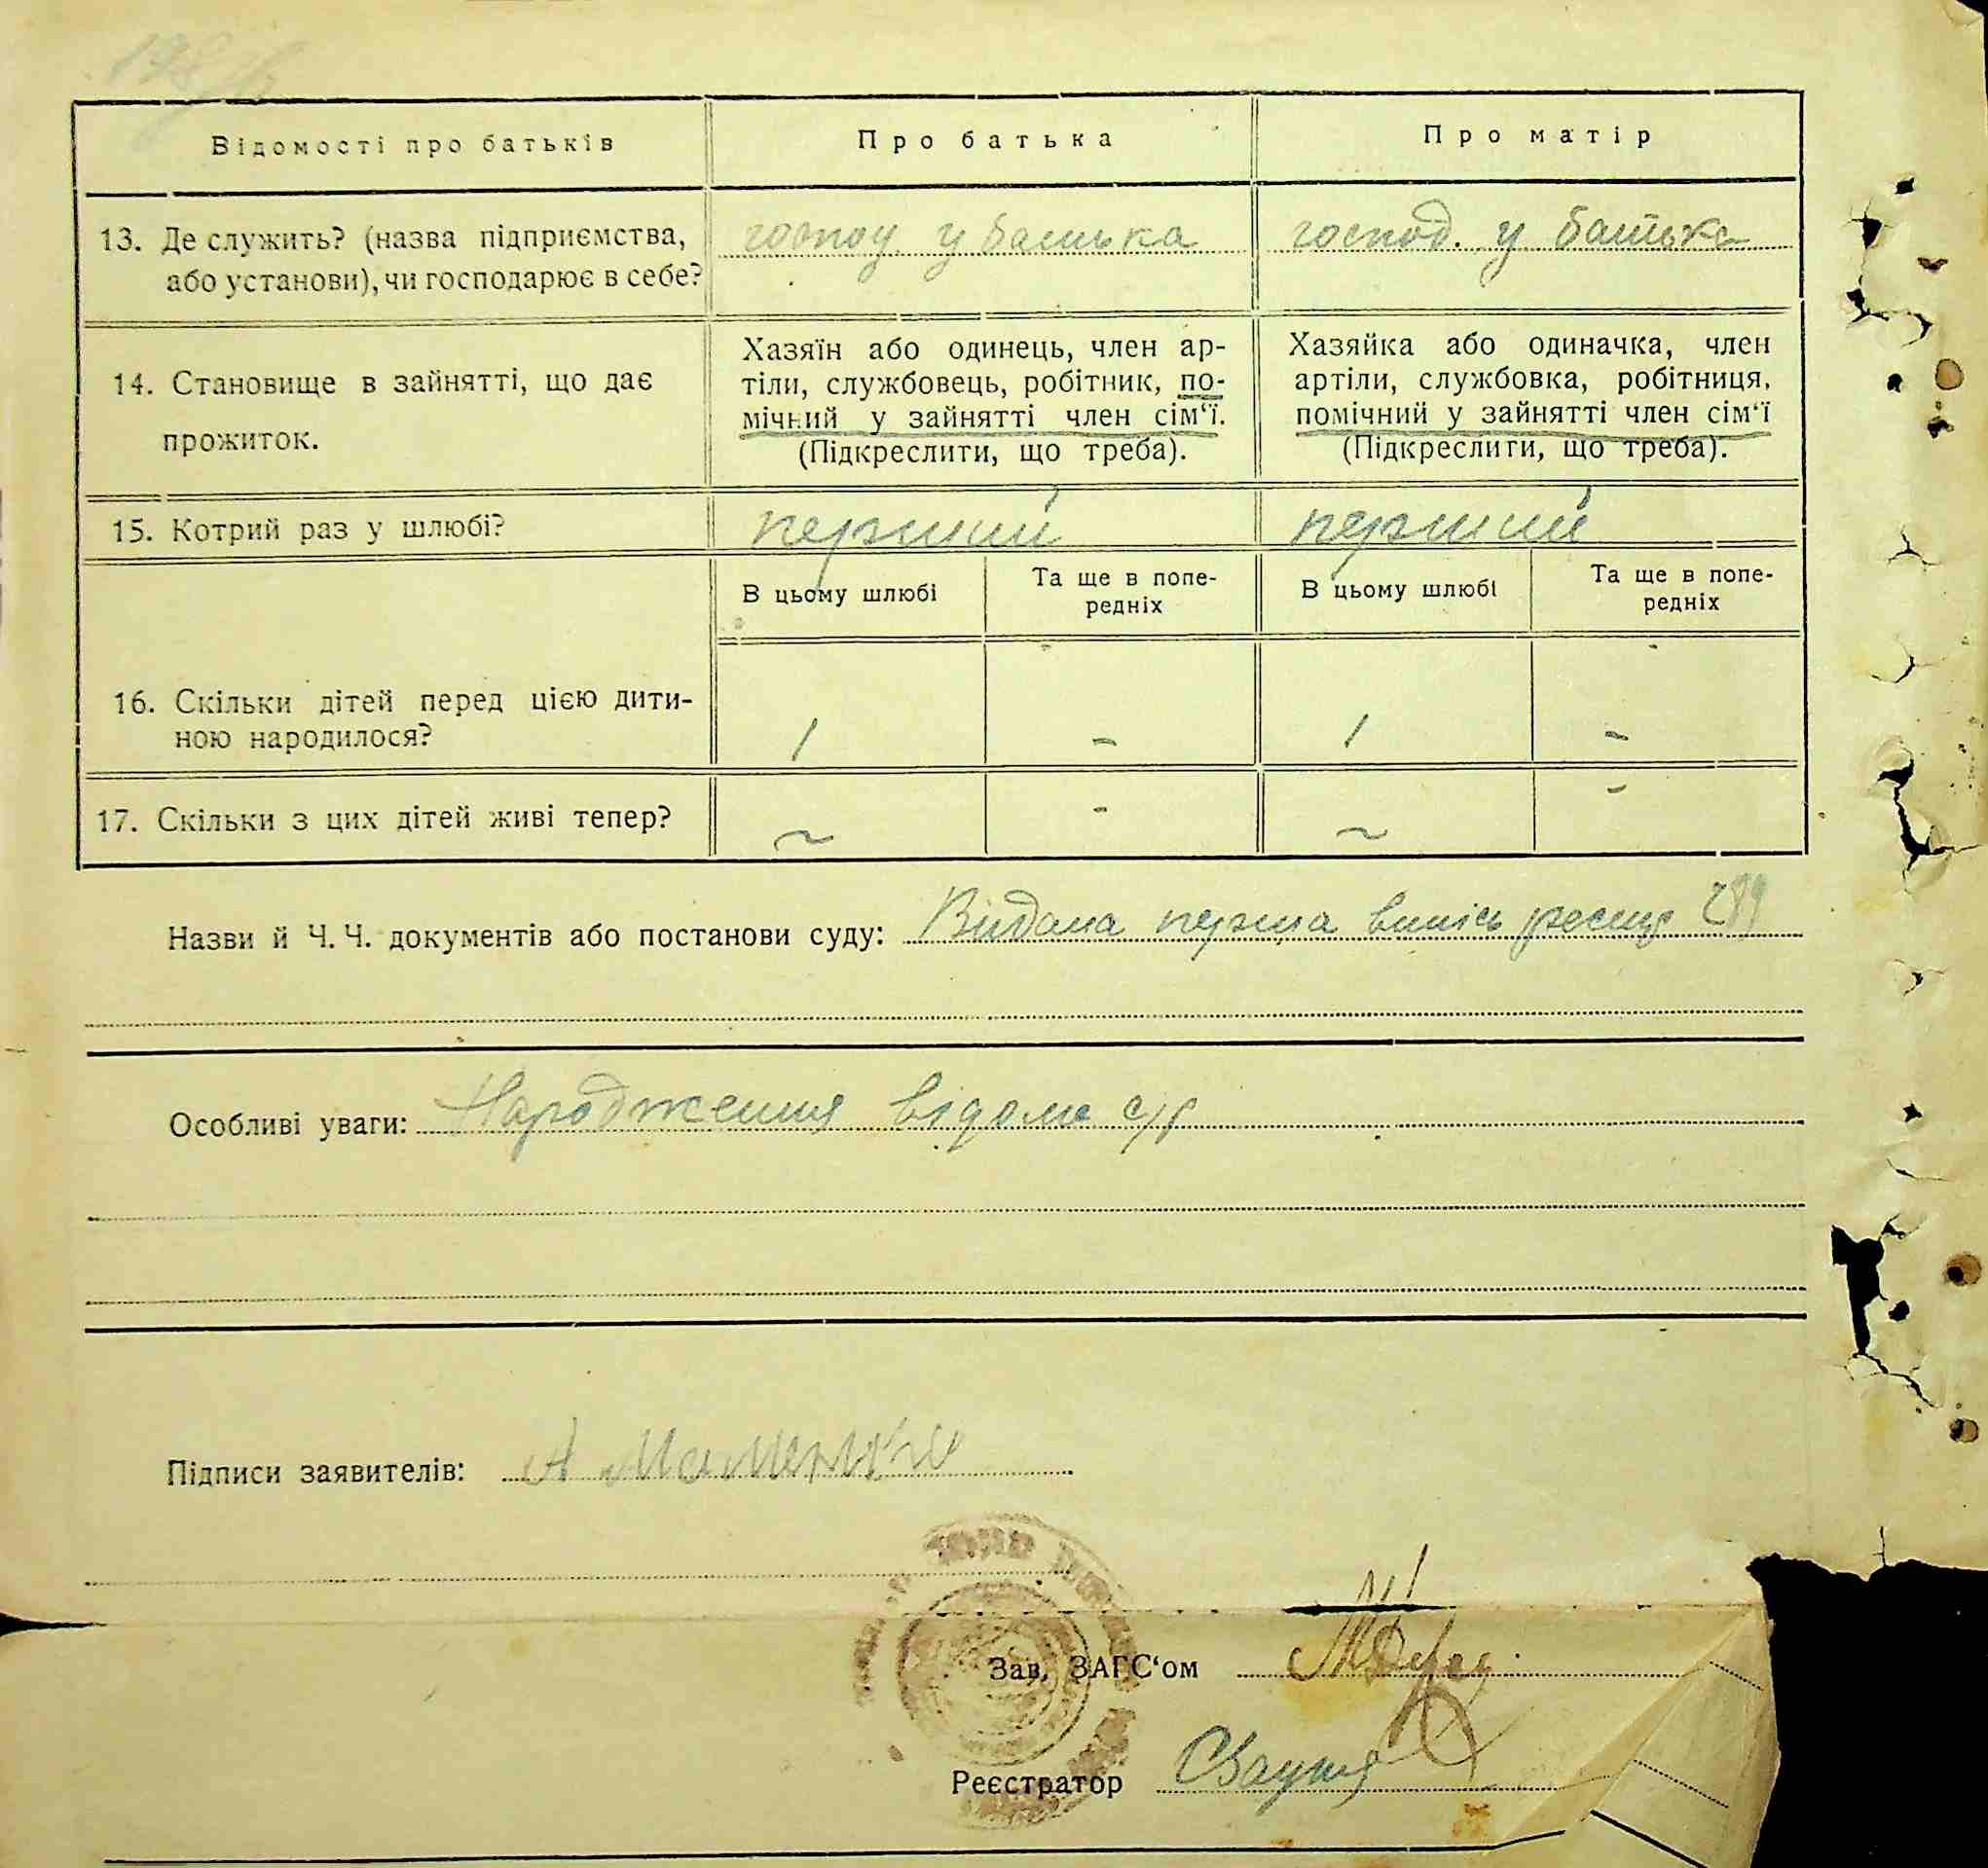 Відомості про батьків
Про батька
Про матір
13. Де служить? (назва підприємства,
або установи), чи господарює в себе?
господ. у батька
господ. у батька
14. Становище в зайнятті, що дає
прожиток.
Хазяїн або одинець, член ар-
тіли, службовець, робітник, по-
мічний у зайнятті член сім‘ї.
(Підкреслити, що треба).
Хазяйка або одиначка, член
артіли, службовка, робітниця,
помічний у зайнятті член сім‘ї
(Підкреслити, що треба).
15. Котрий раз у шлюбі?
перший
перший
В цьому шлюбі
Та ще в попе-
редніх
В цьому шлюбі
Та ще в попе-
редніх
16. Скільки дітей перед цією дити-
ною народилося?
1
-
1
-
17. Скільки з цих дітей живі тепер?
~
-
~
-
Назви й Ч. Ч. документів або постанови суду: Видана перша випись
Особливі уваги: Народження відоме с/р
Підписи заявителів: А
Зав. ЗАГС‘ом
Реєстратор